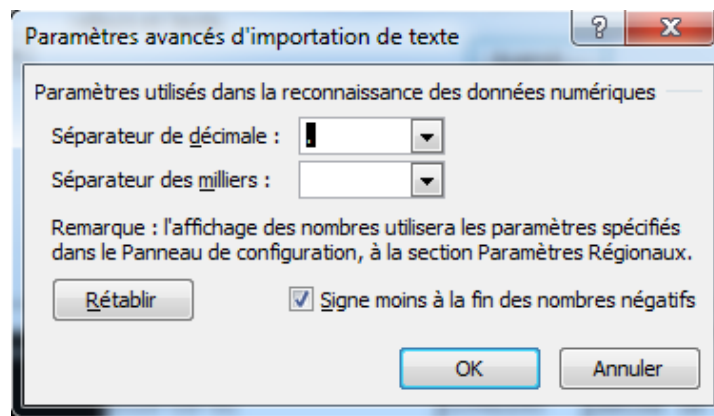 Paramètres avancés d'importation de texte
Paramètres utilisés dans la reconnaissance des données numériques
Séparateur de décimale : .
Séparateur des milliers :
Remarque : l'affichage des nombres utilisera les paramètres spécifiés
dans le Panneau de configuration, à la section Paramètres Régionaux.
Rétablir Signe moins à la fin des nombres négatifs
OK Annuler